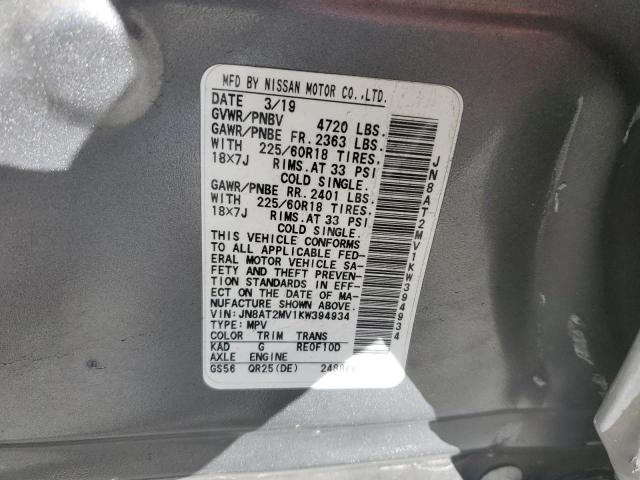 MFD BY NISSAN MOTOR CO.,LTD.
DATE 3/19
GVWR/PNBV 4720 LBS.
GAWR/PNBE FR. 2363 LBS.
WITH 225/60R18 TIRES.
18×7J RIMS.AT 33 PSI
COLD SINGLE.
GAWR/PNBE RR. 2401 LBS.
WITH 225/60R18 TIRES.
18×7J RIMS.AT 33 PSI
COLD SINGLE.
THIS VEHICLE CONFORMS
TO ALL APPLICABLE FED-
ERAL MOTOR VEHICLE SA-
FETY AND THEFT PREVEN-
TION STANDARDS IN EFF-
ECT ON THE DATE OF MA-
NUFACTURE SHOWN ABOVE.
VIN:JN8AT2MV1KW394934
TYPE:MPV
COLOR TRIM TRANS
KAD G RE0F10D
AXLE ENGINE
GS56 QR25(DE)
JN8AT2MV1KW394934